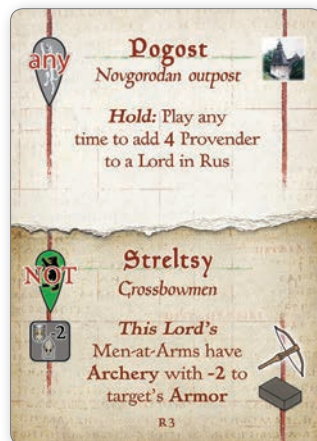 any
Pogost
Novgorodan outpost
Hold: Play any
time to add 4 Provender
to a Lord in Rus
NOT
Streltsy
Crossbowmen
-2
This Lord's
Men-at-Arms have
Archery with -2 to
target's Armor
R3